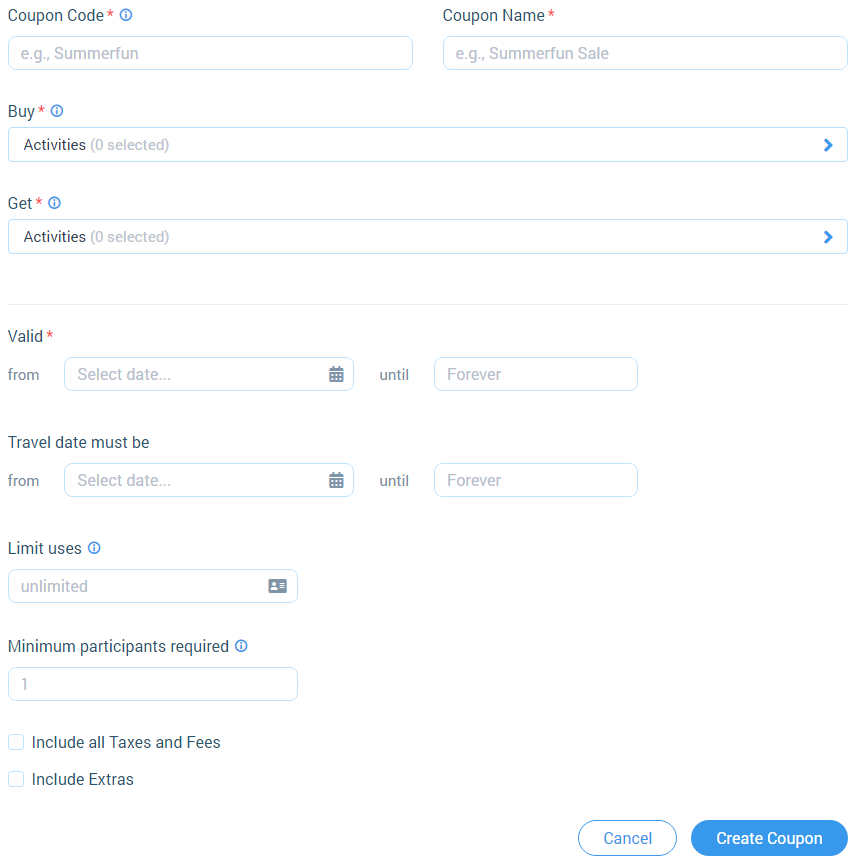 Coupon Code* Coupon Name*
e.g., Summerfun e.g., Summerfun Sale
Buy*
Activities (0 selected)
Get*
Activities (0 selected)
Valid*
from Select date... until Forever
Travel date must be
from Select date... until Forever
Limit uses
unlimited
Minimum participants required
1
Include all Taxes and Fees
Include Extras
Cancel Create Coupon